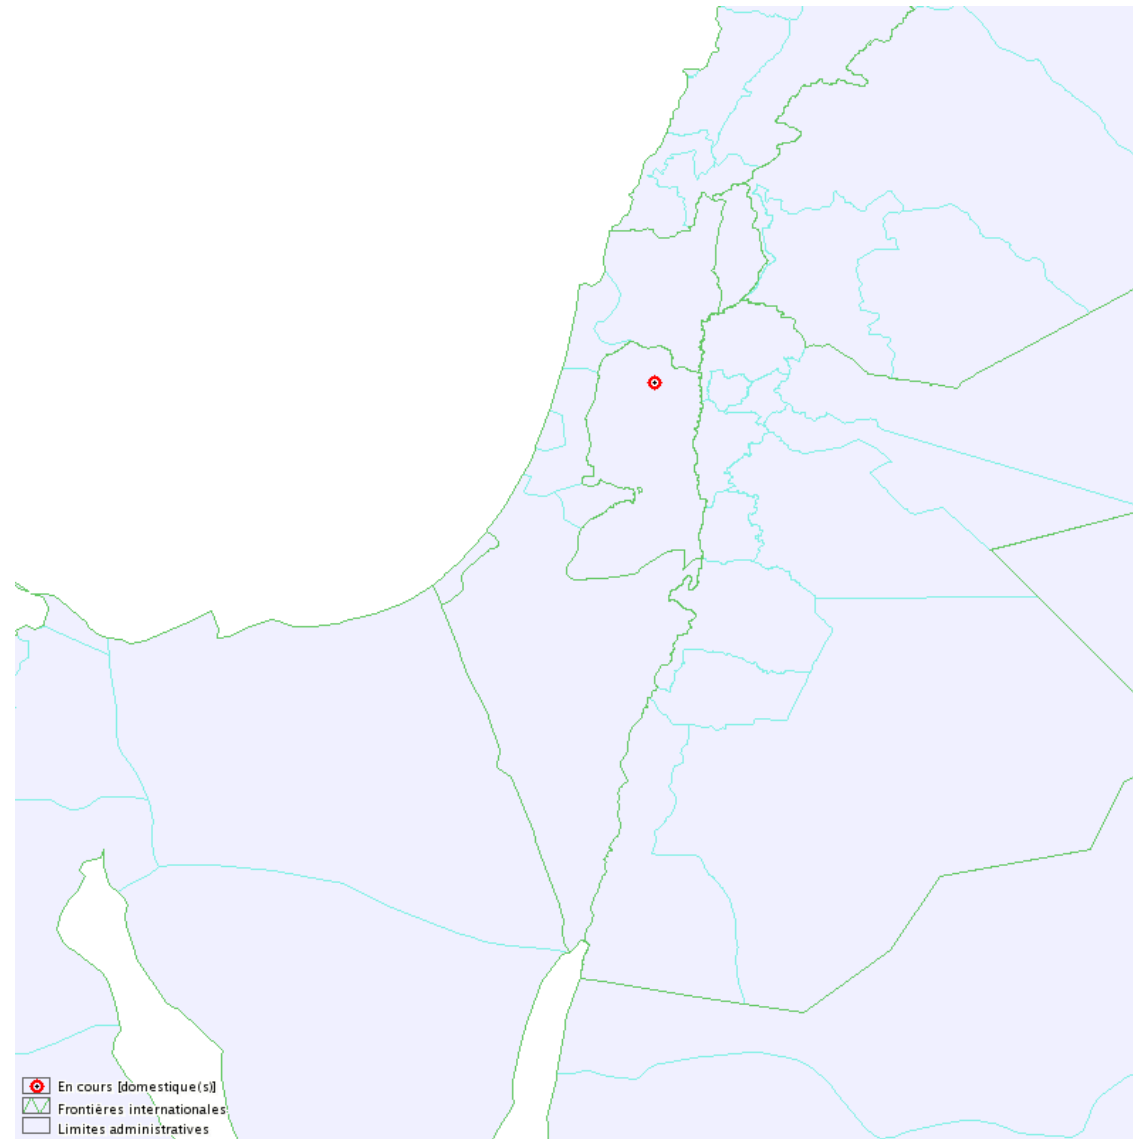 En cours [domestique(s)]
Frontières internationales
Limites administratives